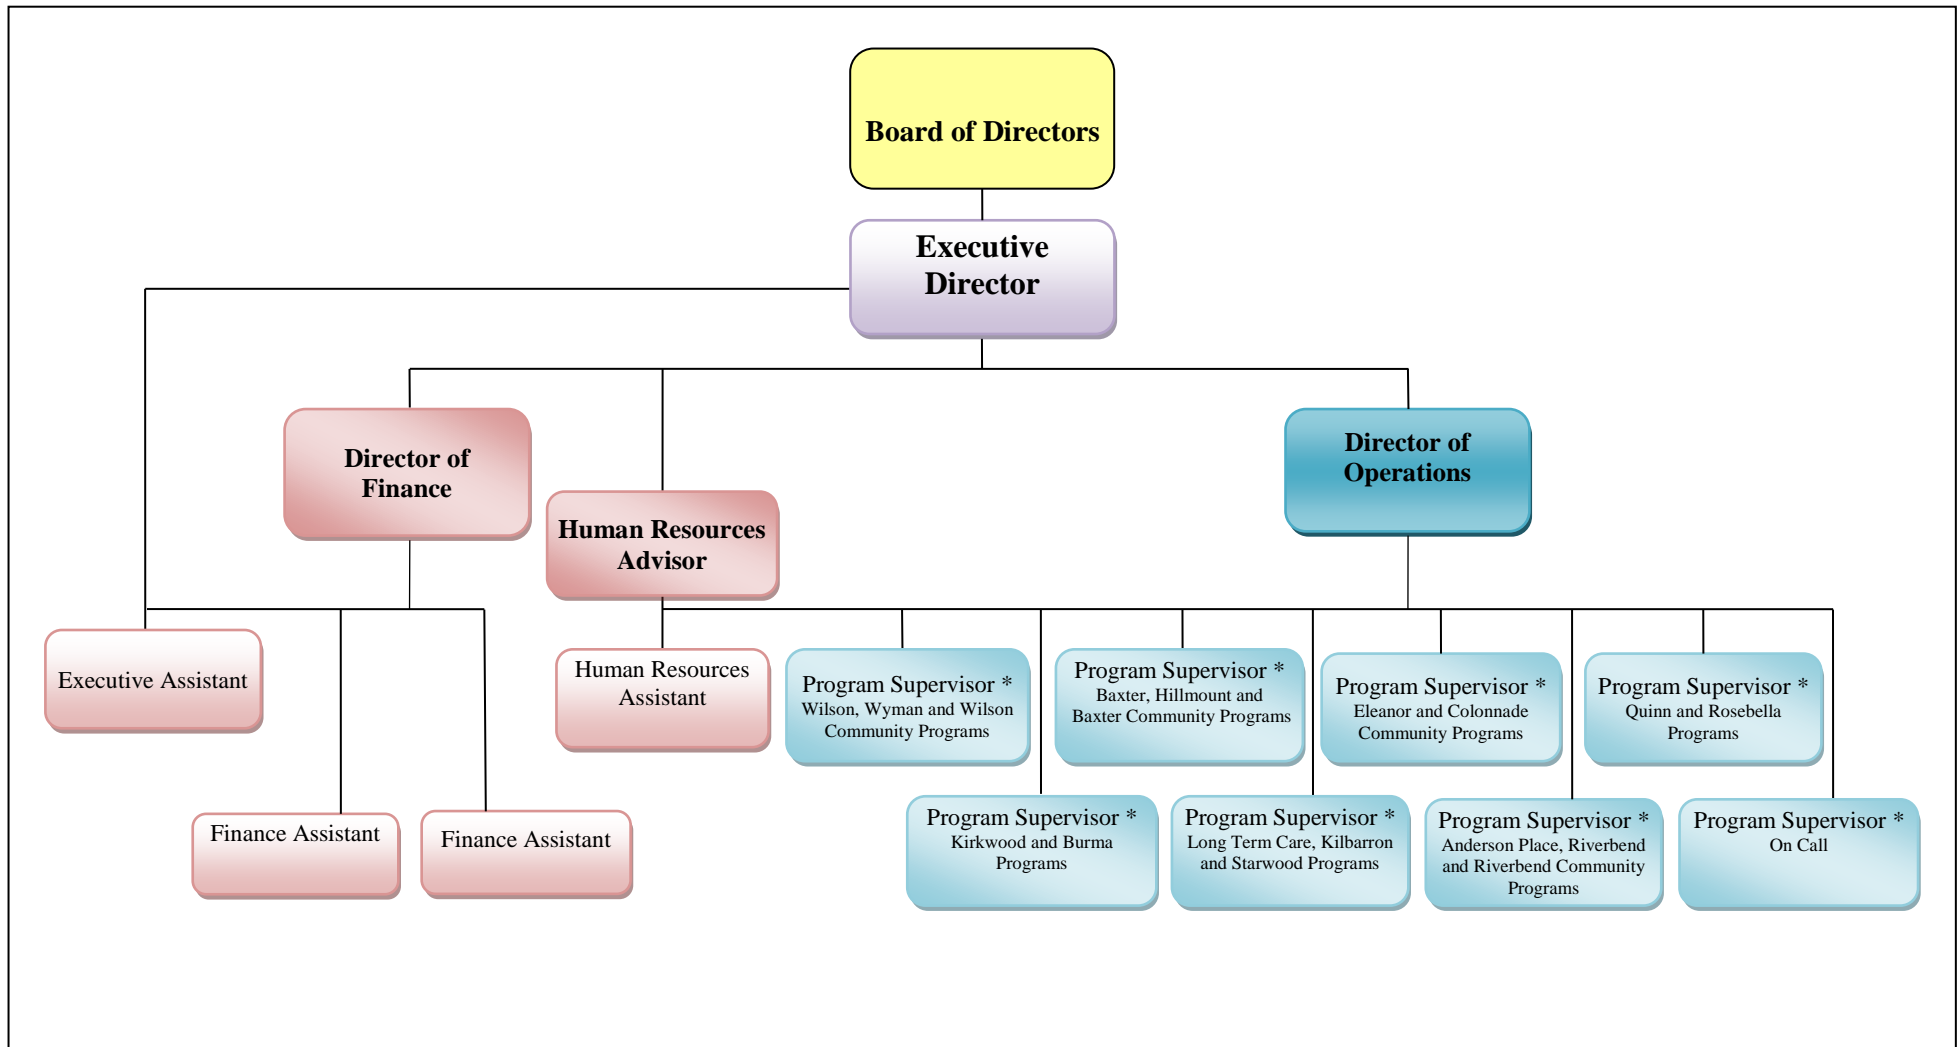 Board of Directors
Executive
Director
Director of
Finance
Human Resources
Advisor
Director of
Operations
Executive Assistant
Human Resources
Assistant
Program Supervisor *
Wilson, Wyman and Wilson
Community Programs
Program Supervisor *
Baxter, Hillmount and
Baxter Community Programs
Program Supervisor *
Eleanor and Colonnade
Community Programs
Program Supervisor *
Quinn and Rosebella
Programs
Finance Assistant
Finance Assistant
Program Supervisor *
Kirkwood and Burma
Programs
Program Supervisor *
Long Term Care, Kilbarron
and Starwood Programs
Program Supervisor *
Anderson Place, Riverbend
and Riverbend Community
Programs
Program Supervisor *
On Call